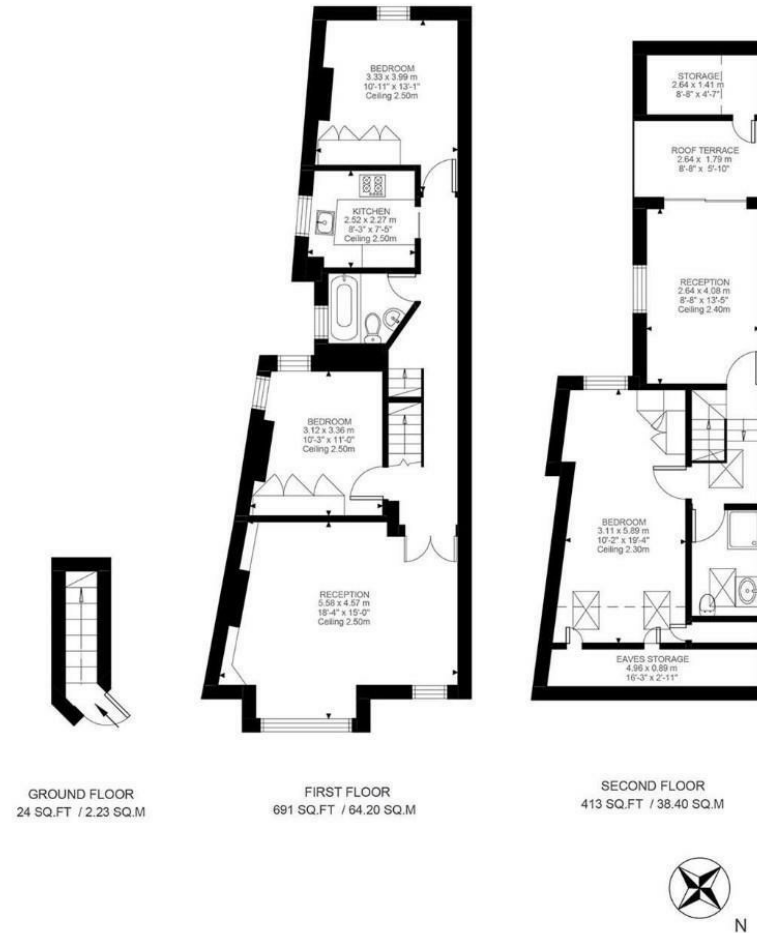 BEDROOM
3.33 x 3.99 m
10'-11" x 13'-1"
Ceiling 2.50m
KITCHEN
2.52 x 2.27 m
8'-3" x 7'-5"
Ceiling 2.50m
BEDROOM
3.12 x 3.36 m
10'-3" x 11'-0"
Ceiling 2.50m
RECEPTION
5.58 x 4.57 m
18'-4" x 15'-0"
Ceiling 2.50m
STORAGE
2.64 x 1.41 m
8'-8" x 4'-7"
ROOF TERRACE
2.64 x 1.79 m
8'-8" x 5'-10"
RECEPTION
2.64 x 4.08 m
8'-8" x 13'-5"
Ceiling 2.40m
BEDROOM
3.11 x 5.89 m
10'-2" x 19'-4"
Ceiling 2.30m
EAVES STORAGE
4.96 x 0.89 m
16'-3" x 2'-11"
GROUND FLOOR
24 SQ.FT / 2.23 SQ.M
FIRST FLOOR
691 SQ.FT / 64.20 SQ.M
SECOND FLOOR
413 SQ.FT / 38.40 SQ.M
N